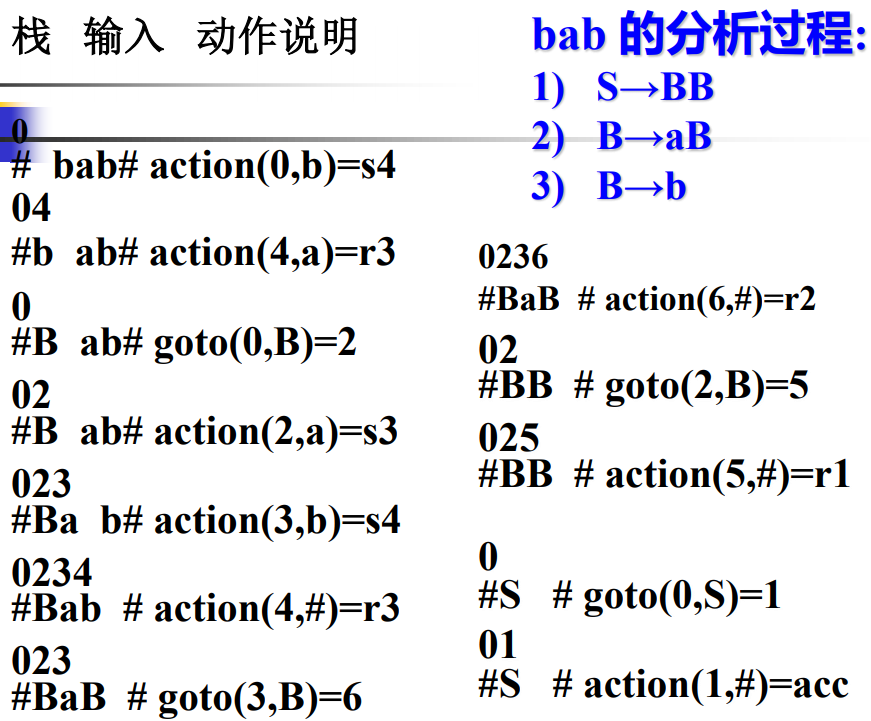 栈 输入 动作说明
0
# bab# action(0,b)=s4
04
#b ab# action(4,a)=r3
0
#B ab# goto(0,B)=2
02
#B ab# action(2,a)=s3
023
#Ba b# action(3,b)=s4
0234
#Bab # action(4,#)=r3
023
#BaB # goto(3,B)=6
bab 的分析过程:
1) S→BB
2) B→aB
3) B→b
0236
#BaB # action(6,#)=r2
02
#BB # goto(2,B)=5
025
#BB # action(5,#)=r1
0
#S # goto(0,S)=1
01
#S # action(1,#)=acc